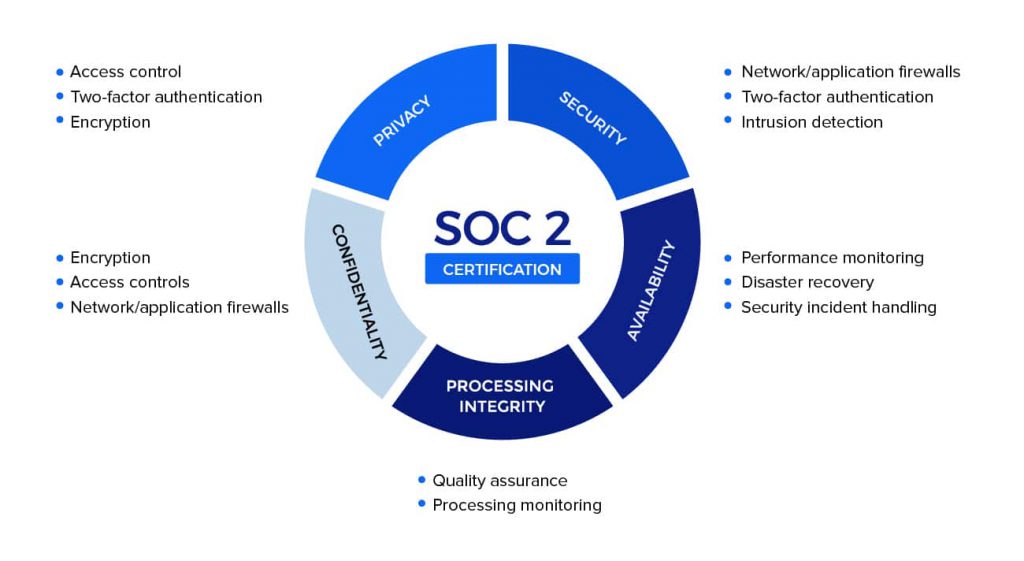 Access control
Two-factor authentication
Encryption
PRIVACY
SECURITY
Network/application firewalls
Two-factor authentication
Intrusion detection
SOC 2
CERTIFICATION
Encryption
Access controls
Network/application firewalls
CONFIDENTIALITY
AVAILABILITY
Performance monitoring
Disaster recovery
Security incident handling
PROCESSING
INTEGRITY
Quality assurance
Processing monitoring